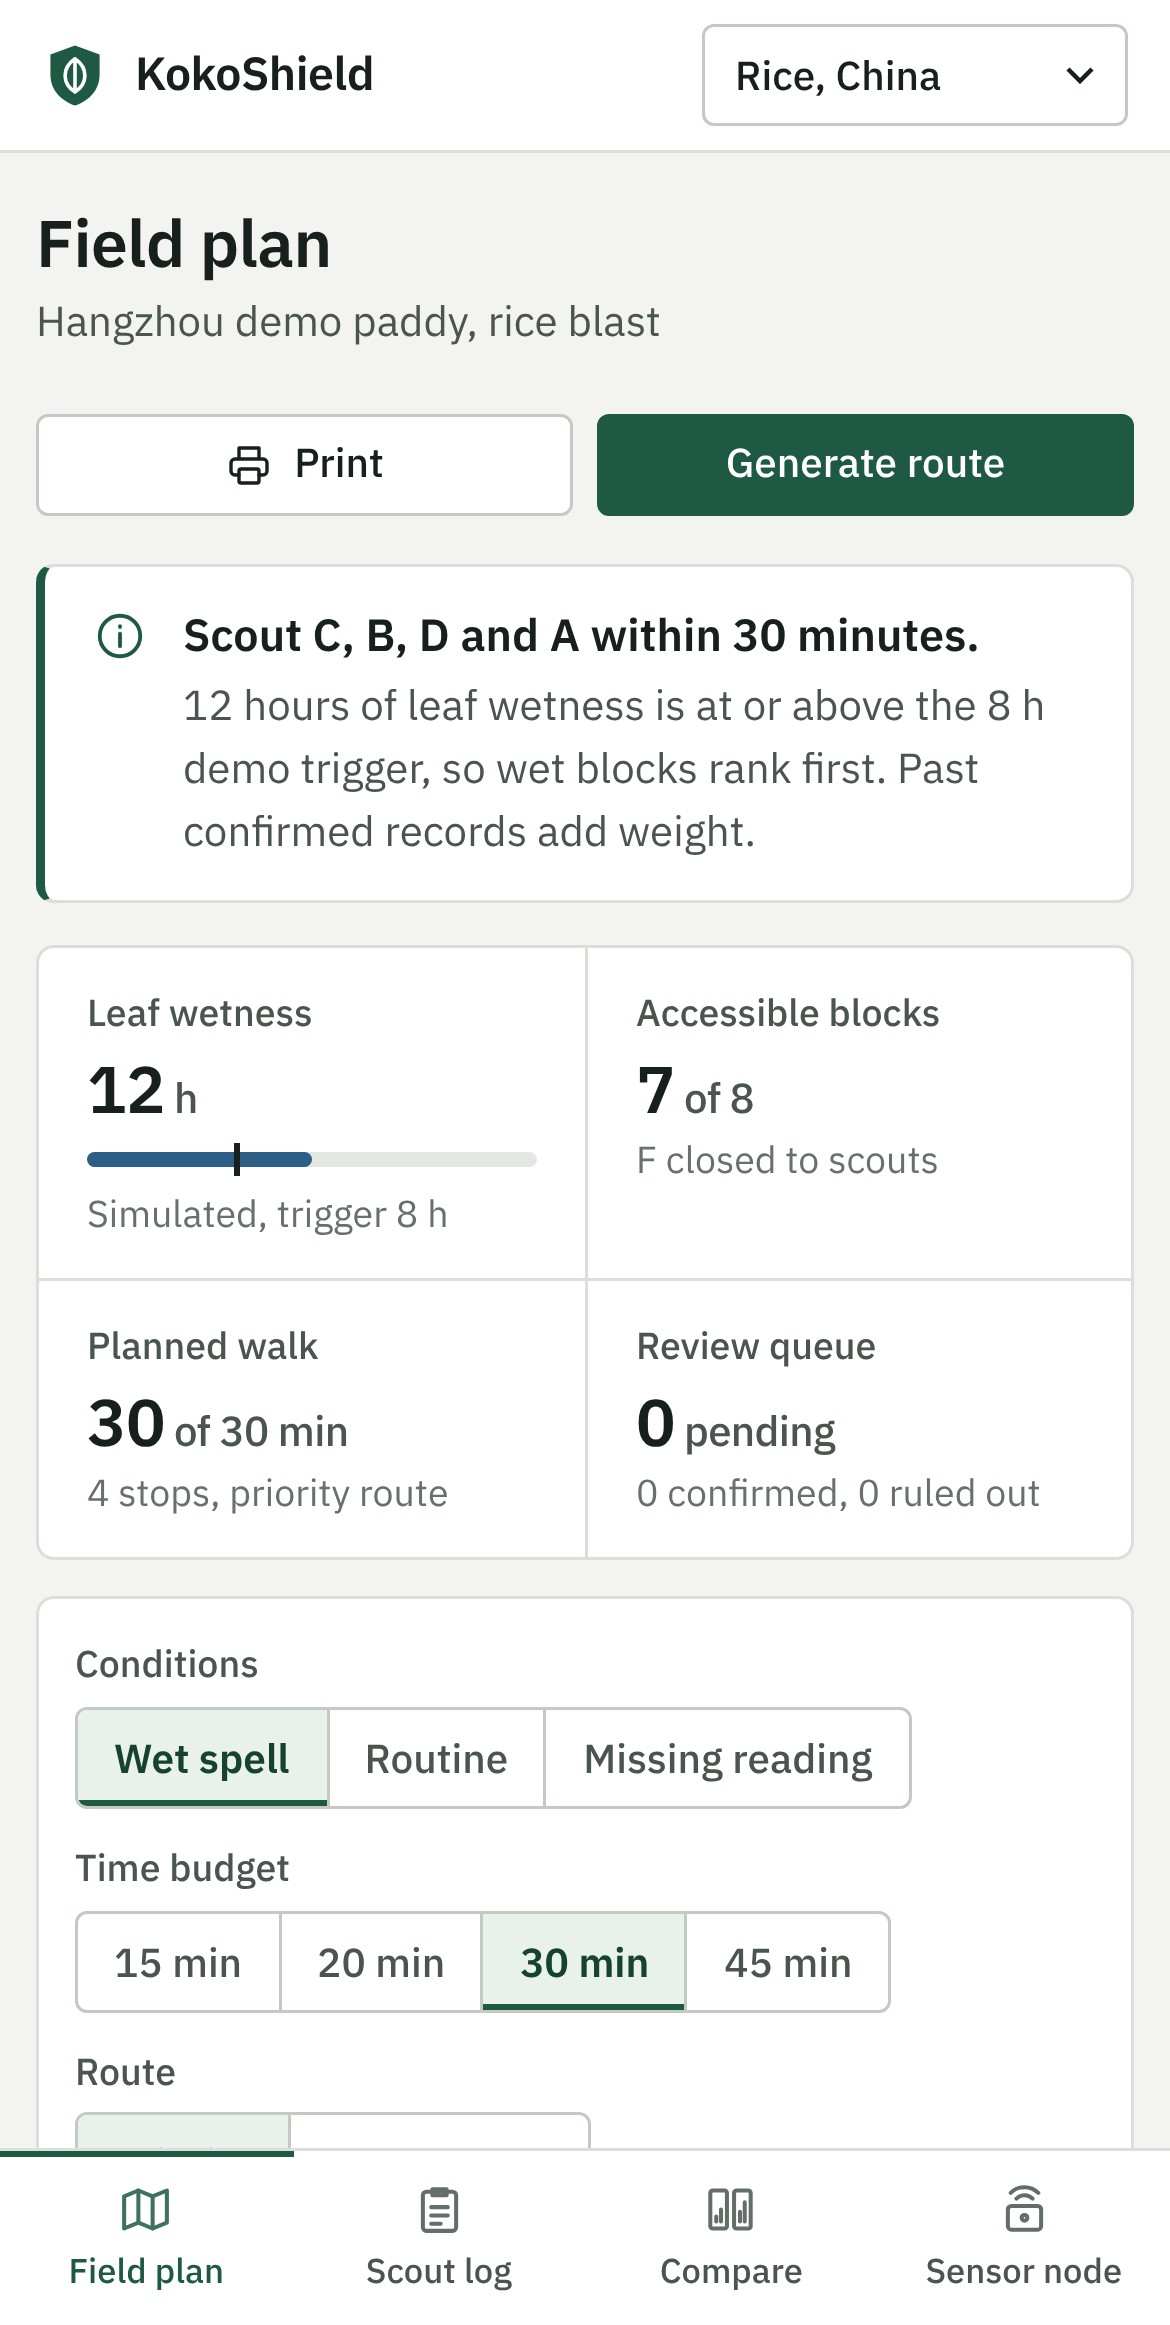 KokoShield
Rice, China
Field plan
Hangzhou demo paddy, rice blast
Print
Generate route
Scout C, B, D and A within 30 minutes.
12 hours of leaf wetness is at or above the 8 h
demo trigger, so wet blocks rank first. Past
confirmed records add weight.
Leaf wetness
12 h
Simulated, trigger 8 h
Accessible blocks
7 of 8
F closed to scouts
Planned walk
30 of 30 min
4 stops, priority route
Review queue
0 pending
0 confirmed, 0 ruled out
Conditions
Wet spell
Routine
Missing reading
Time budget
15 min
20 min
30 min
45 min
Route
Field plan
Scout log
Compare
Sensor node